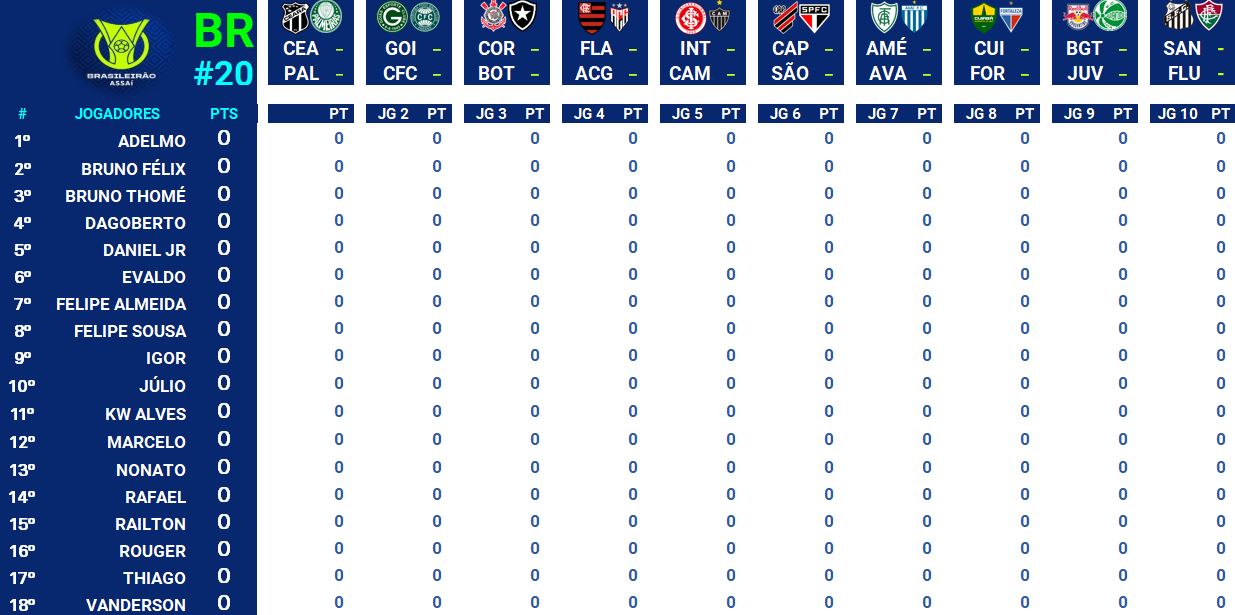 BRASILEIRÃO
ASSAÍ
BR
#20
CEA - GOI - COR - FLA - INT - CAP - AMÉ - CUI - BGT - SAN -
PAL - CFC - BOT - ACG - CAM - SÃO - AVA - FOR - JUV - FLU -
# JOGADORES PTS PT JG 2 PT JG 3 PT JG 4 PT JG 5 PT JG 6 PT JG 7 PT JG 8 PT JG 9 PT JG 10 PT
1º ADELMO 0 0 0 0 0 0 0 0 0 0 0
2º BRUNO FÉLIX 0 0 0 0 0 0 0 0 0 0 0
3º BRUNO THOMÉ 0 0 0 0 0 0 0 0 0 0 0
4º DAGOBERTO 0 0 0 0 0 0 0 0 0 0 0
5º DANIEL JR 0 0 0 0 0 0 0 0 0 0 0
6º EVALDO 0 0 0 0 0 0 0 0 0 0 0
7º FELIPE ALMEIDA 0 0 0 0 0 0 0 0 0 0 0
8º FELIPE SOUSA 0 0 0 0 0 0 0 0 0 0 0
9º IGOR 0 0 0 0 0 0 0 0 0 0 0
10º JÚLIO 0 0 0 0 0 0 0 0 0 0 0
11º KW ALVES 0 0 0 0 0 0 0 0 0 0 0
12º MARCELO 0 0 0 0 0 0 0 0 0 0 0
13º NONATO 0 0 0 0 0 0 0 0 0 0 0
14º RAFAEL 0 0 0 0 0 0 0 0 0 0 0
15º RAILTON 0 0 0 0 0 0 0 0 0 0 0
16º ROUGER 0 0 0 0 0 0 0 0 0 0 0
17º THIAGO 0 0 0 0 0 0 0 0 0 0 0
18º VANDERSON 0 0 0 0 0 0 0 0 0 0 0